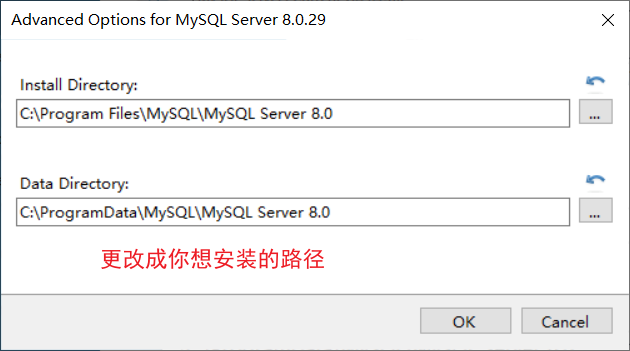 Advanced Options for MySQL Server 8.0.29
Install Directory:
C:\Program Files\MySQL\MySQL Server 8.0
...
Data Directory:
C:\ProgramData\MySQL\MySQL Server 8.0
...
更改成你想安装的路径
OK Cancel